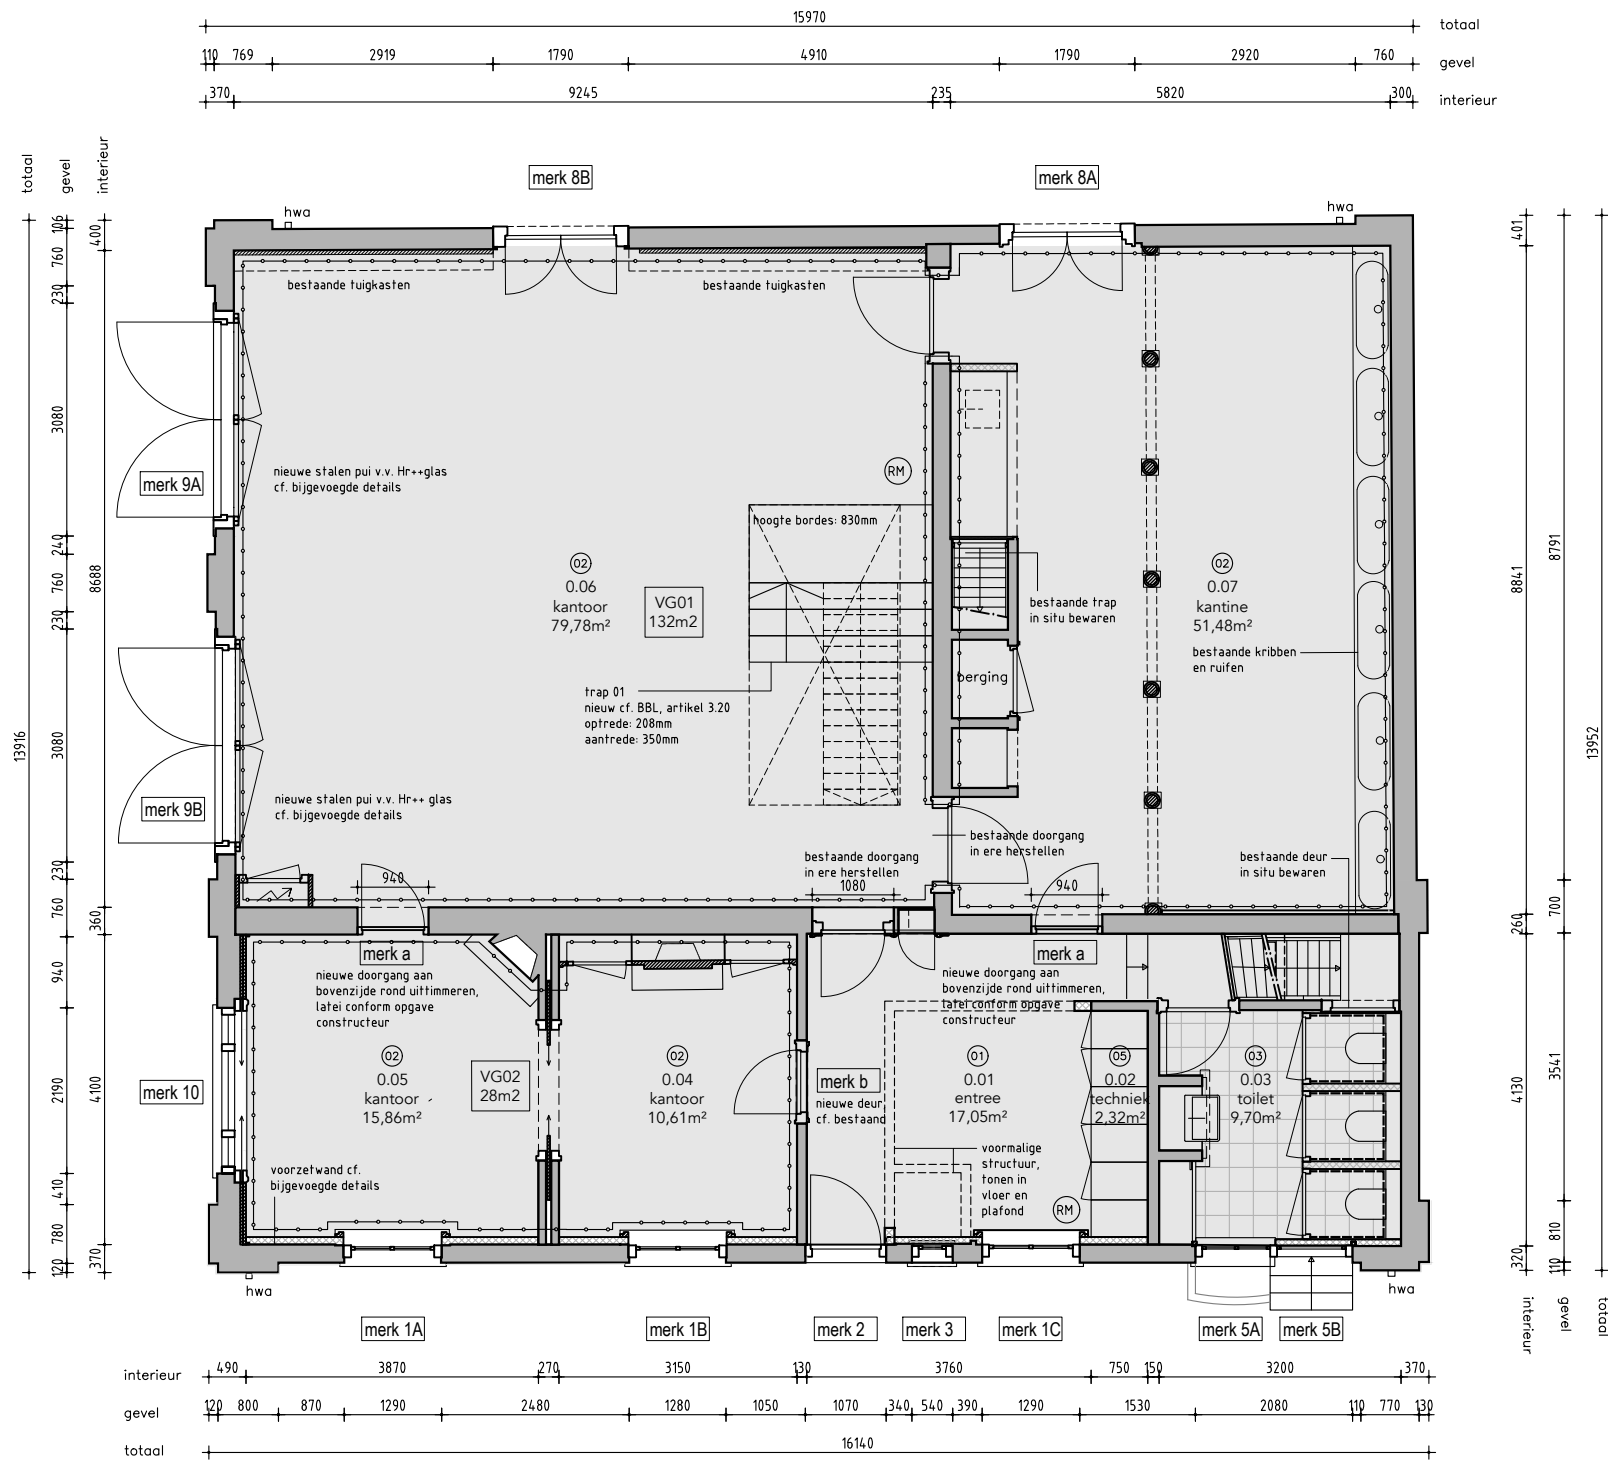 15970
totaal
110 769 2919 1790 4910 1790 2920 760
gevel
370 9245 235 5820 300
interieur
totaal
gevel
interieur
merk 8B
merk 8A
hwa
hwa
106
760
230
3080
240
760
230
3080
230
760
940
2190
410
780
120
400
8688
360
4100
370
13916
401
8841
260
4130
320
8791
700
3541
810
110
13952
bestaande tuigkasten
bestaande tuigkasten
merk 9A
nieuwe stalen pui v.v. Hr++glas
cf. bijgevoegde details
RM
hoogte bordes: 830mm
02
0.06
kantoor
79,78m²
VG01
132m2
02
0.07
kantine
51,48m²
bestaande trap
in situ bewaren
bestaande kribben
en ruifen
berging
trap 01
nieuw cf. BBL, artikel 3.20
optrede: 208mm
aantrede: 350mm
merk 9B
nieuwe stalen pui v.v. Hr++ glas
cf. bijgevoegde details
bestaande doorgang
in ere herstellen
bestaande doorgang
in ere herstellen
bestaande deur
in situ bewaren
940
1080
940
merk a
nieuwe doorgang aan
bovenzijde rond uittimmeren,
latei conform opgave
constructeur
merk a
nieuwe doorgang aan
bovenzijde rond uittimmeren,
latei conform opgave
constructeur
merk 10
02
0.05
kantoor
15,86m²
VG02
28m2
02
0.04
kantoor
10,61m²
merk b
nieuwe deur
cf. bestaand
01
0.01
entree
17,05m²
05
0.02
techniek
2,32m²
03
0.03
toilet
9,70m²
voorzetwand cf.
bijgevoegde details
voormalige
structuur,
tonen in
vloer en
plafond
RM
hwa
hwa
interieur
gevel
totaal
merk 1A
merk 1B
merk 2
merk 3
merk 1C
merk 5A
merk 5B
interieur
490 3870 270 3150 130 3760 750 150 3200 370
gevel
120 800 870 1290 2480 1280 1050 1070 340 540 390 1290 1530 2080 110 770 130
totaal
16140